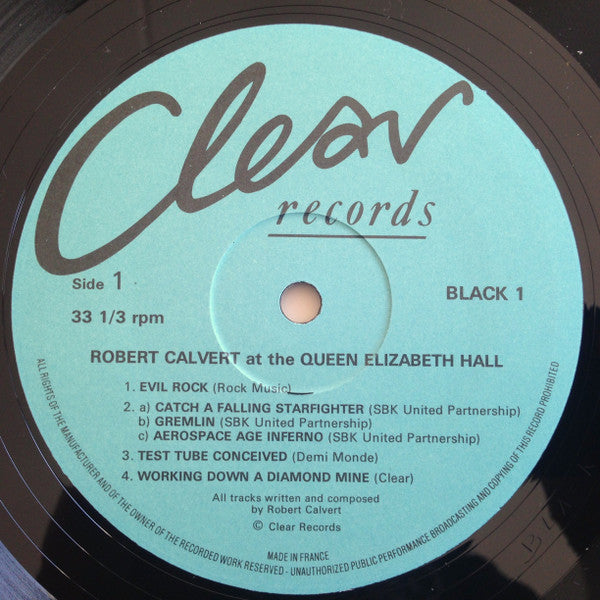 Clear
records
Side 1
33 1/3 rpm
BLACK 1
ROBERT CALVERT at the QUEEN ELIZABETH HALL
1. EVIL ROCK (Rock Music)
2. a) CATCH A FALLING STARFIGHTER (SBK United Partnership)
b) GREMLIN (SBK United Partnership)
c) AEROSPACE AGE INFERNO (SBK United Partnership)
3. TEST TUBE CONCEIVED (Demi Monde)
4. WORKING DOWN A DIAMOND MINE (Clear)
All tracks written and composed
by Robert Calvert
© Clear Records
MADE IN FRANCE
ALL RIGHTS OF THE MANUFACTURER AND OF THE OWNER OF THE RECORDED WORK RESERVED - UNAUTHORIZED PUBLIC PERFORMANCE BROADCASTING AND COPYING OF THIS RECORD PROHIBITED